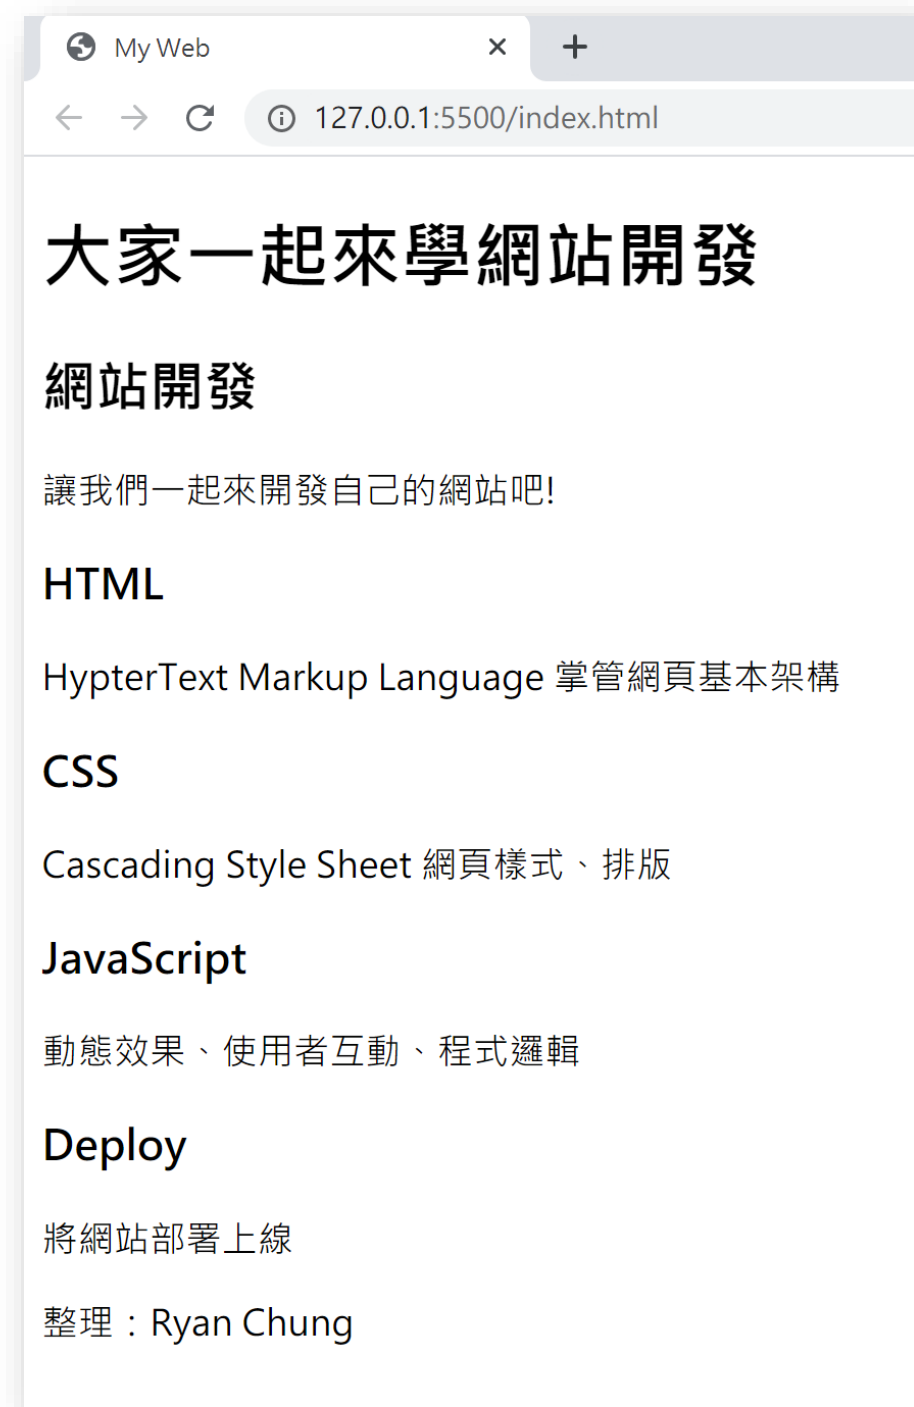 My Web
127.0.0.1:5500/index.html
大家一起來學網站開發
網站開發
讓我們一起來開發自己的網站吧!
HTML
HypterText Markup Language 掌管網頁基本架構
CSS
Cascading Style Sheet 網頁樣式、排版
JavaScript
動態效果、使用者互動、程式邏輯
Deploy
將網站部署上線
整理：Ryan Chung